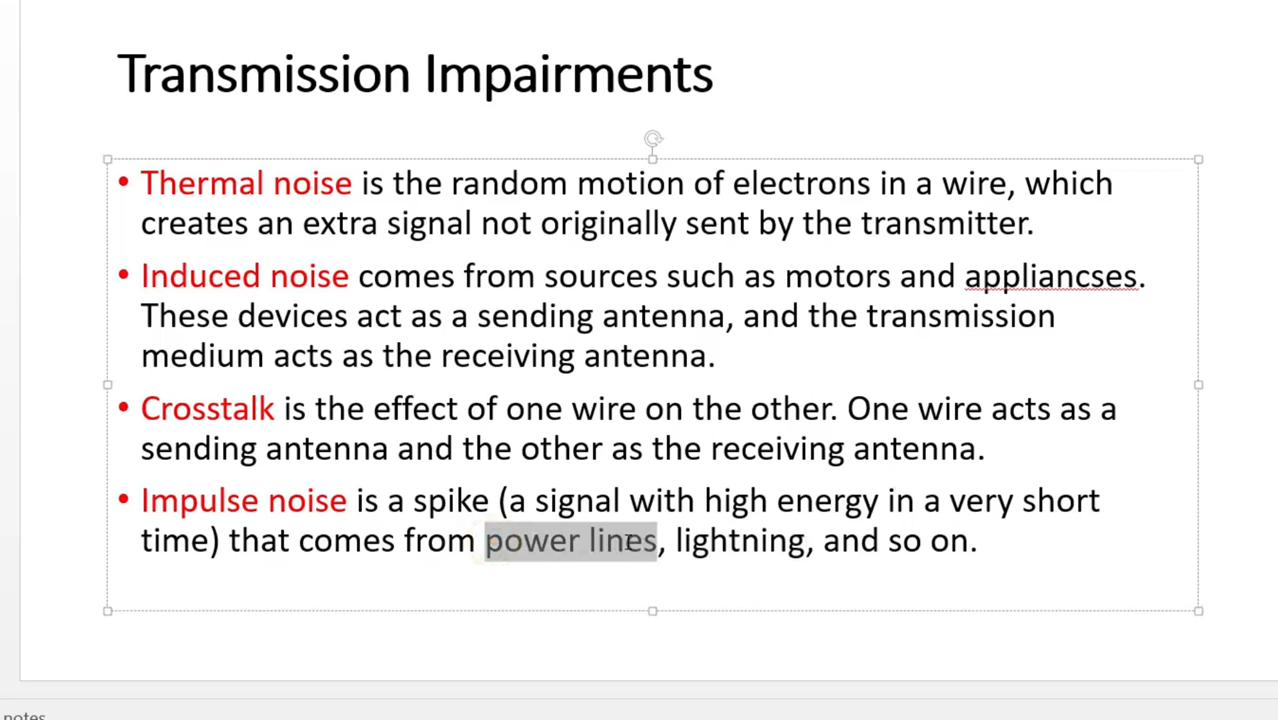 Transmission Impairments
• Thermal noise is the random motion of electrons in a wire, which
creates an extra signal not originally sent by the transmitter.
• Induced noise comes from sources such as motors and appliancses.
These devices act as a sending antenna, and the transmission
medium acts as the receiving antenna.
• Crosstalk is the effect of one wire on the other. One wire acts as a
sending antenna and the other as the receiving antenna.
• Impulse noise is a spike (a signal with high energy in a very short
time) that comes from power lines, lightning, and so on.
notes